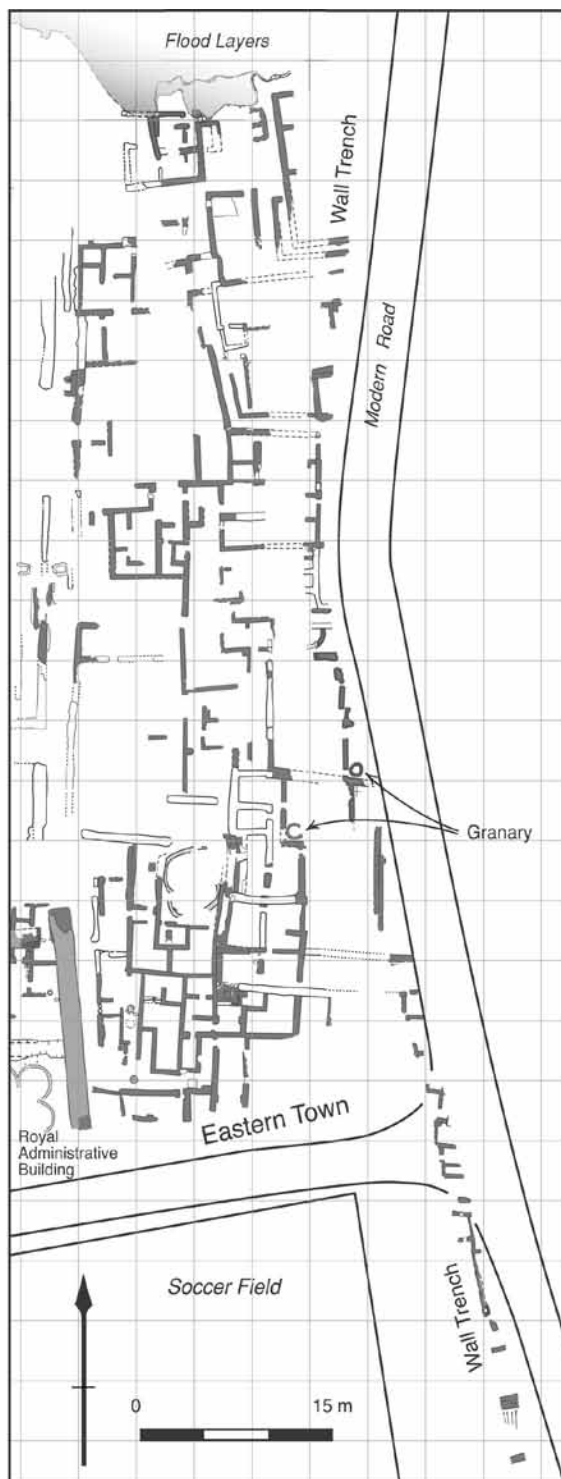 Flood Layers
Wall Trench
Modern Road
Granary
Eastern Town
Royal
Administrative
Building
Soccer Field
Wall Trench
0 15 m